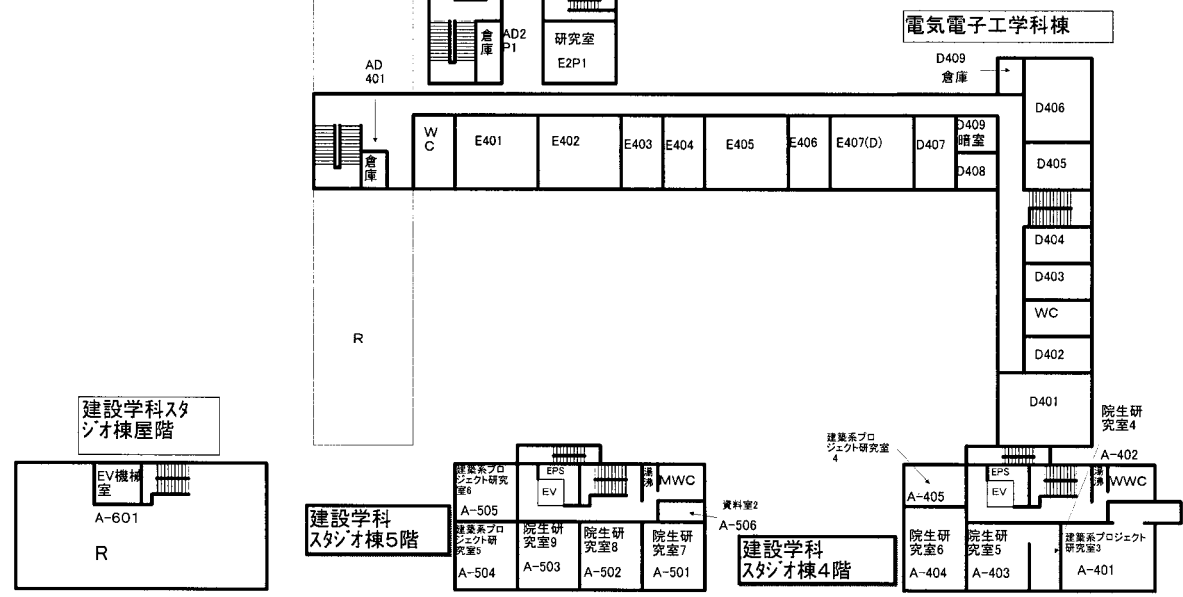 倉
庫
AD2
P1
研究室
E2P1
電気電子工学科棟
D409
倉庫
AD
401
倉
庫
W
C
E401
E402
E403
E404
E405
E406
E407(D)
D407
D409
暗室
D408
D406
D405
D404
D403
WC
D402
D401
R
建設学科スタ
ジオ棟屋階
EV機械
室
A-601
R
建設学科
スタジオ棟5階
建築系プロ
ジェクト研究
室6
A-505
EPS
EV
湯
沸
MWC
資料室2
A-506
建築系プロ
ジェクト研
究室5
A-504
院生研
究室9
A-503
院生研
究室8
A-502
院生研
究室7
A-501
建設学科
スタジオ棟4階
建築系プロ
ジェクト研究室
4
A-405
EPS
EV
湯
沸
WWC
院生研
究室4
A-402
院生研
究室6
A-404
院生研
究室5
A-403
建築系プロジェクト
研究室3
A-401